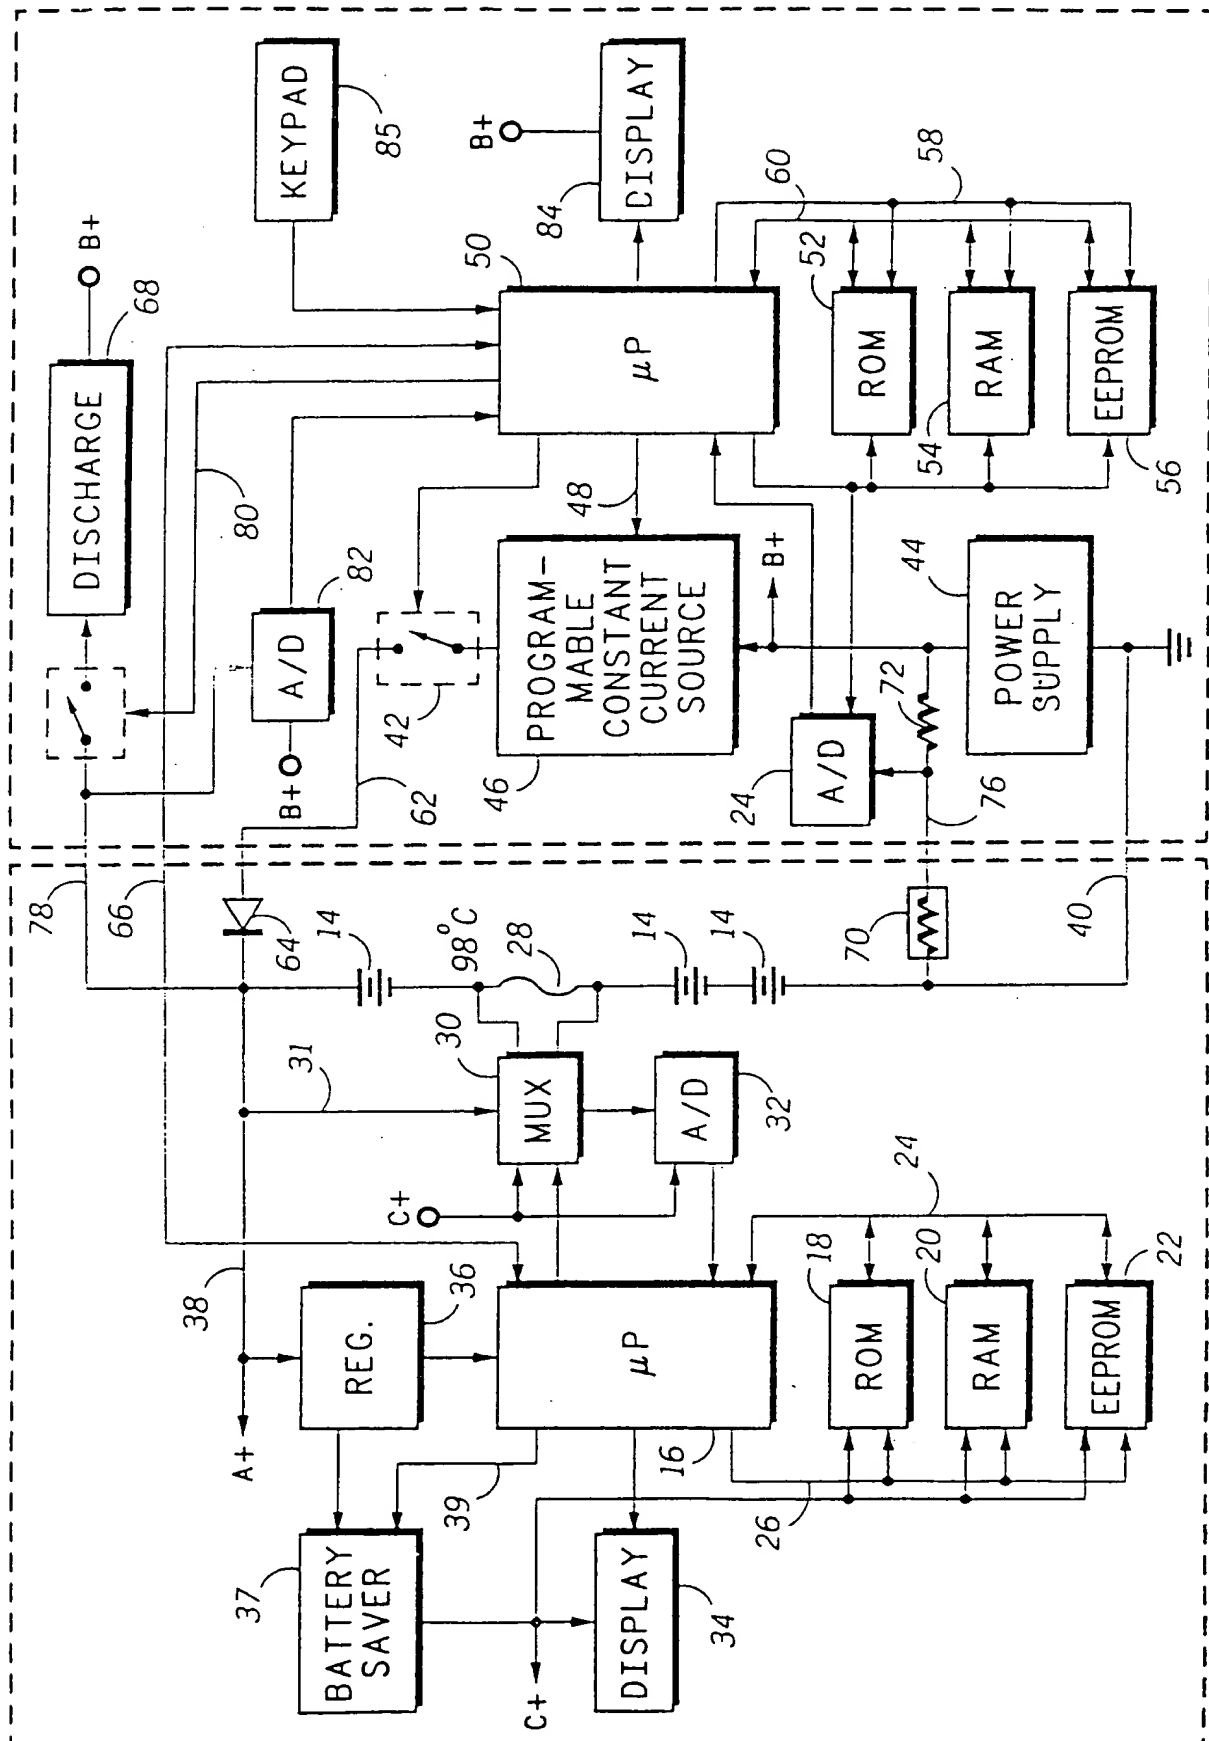 78
66
38
A+
REG.
36
BATTERY
SAVER
37
39
C+
DISPLAY
34
μP
16
26
ROM
18
RAM
20
EEPROM
22
24
C+
31
MUX
30
A/D
32
98°C
28
14
14
14
64
70
40
DISCHARGE
68
B+
80
A/D
82
B+
62
42
PROGRAM-
MABLE
CONSTANT
CURRENT
SOURCE
46
48
A/D
24
72
76
B+
POWER
SUPPLY
44
KEYPAD
85
μP
50
B+
DISPLAY
84
60
58
ROM
52
RAM
54
EEPROM
56